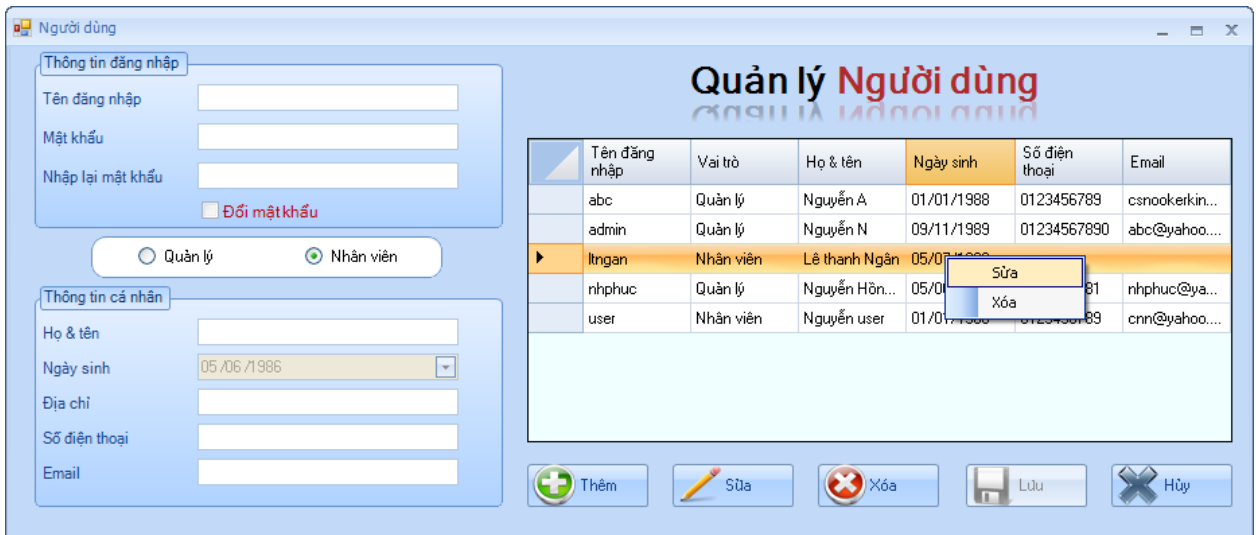 Người dùng
Thông tin đăng nhập
Tên đăng nhập
Mật khẩu
Nhập lại mật khẩu
Đổi mật khẩu
Quản lý Nhân viên
Thông tin cá nhân
Họ & tên
Ngày sinh 05/06/1986
Địa chỉ
Số điện thoại
Email
Quản lý Người dùng
Tên đăng nhập Vai trò Họ & tên Ngày sinh Số điện thoại Email
abc Quản lý Nguyễn A 01/01/1988 0123456789 csnookerkin...
admin Quản lý Nguyễn N 09/11/1989 01234567890 abc@yahoo....
ltngan Nhân viên Lê thanh Ngân
nhphuc Quản lý Nguyễn Hồn... nhphuc@ya...
user Nhân viên Nguyễn user cnn@yahoo....
Sửa
Xóa
Thêm Sửa Xóa Lưu Hủy